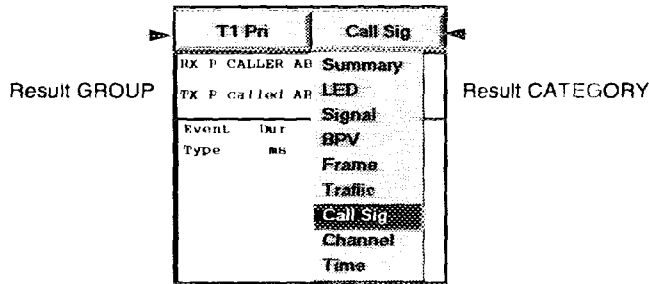 T1 Pri Call Sig
Result GROUP
Result CATEGORY
RX P CALLER AB
TX P called AB
Event Dur
Type ms
Summary
LED
Signal
BPV
Frame
Traffic
Call Sig
Channel
Time